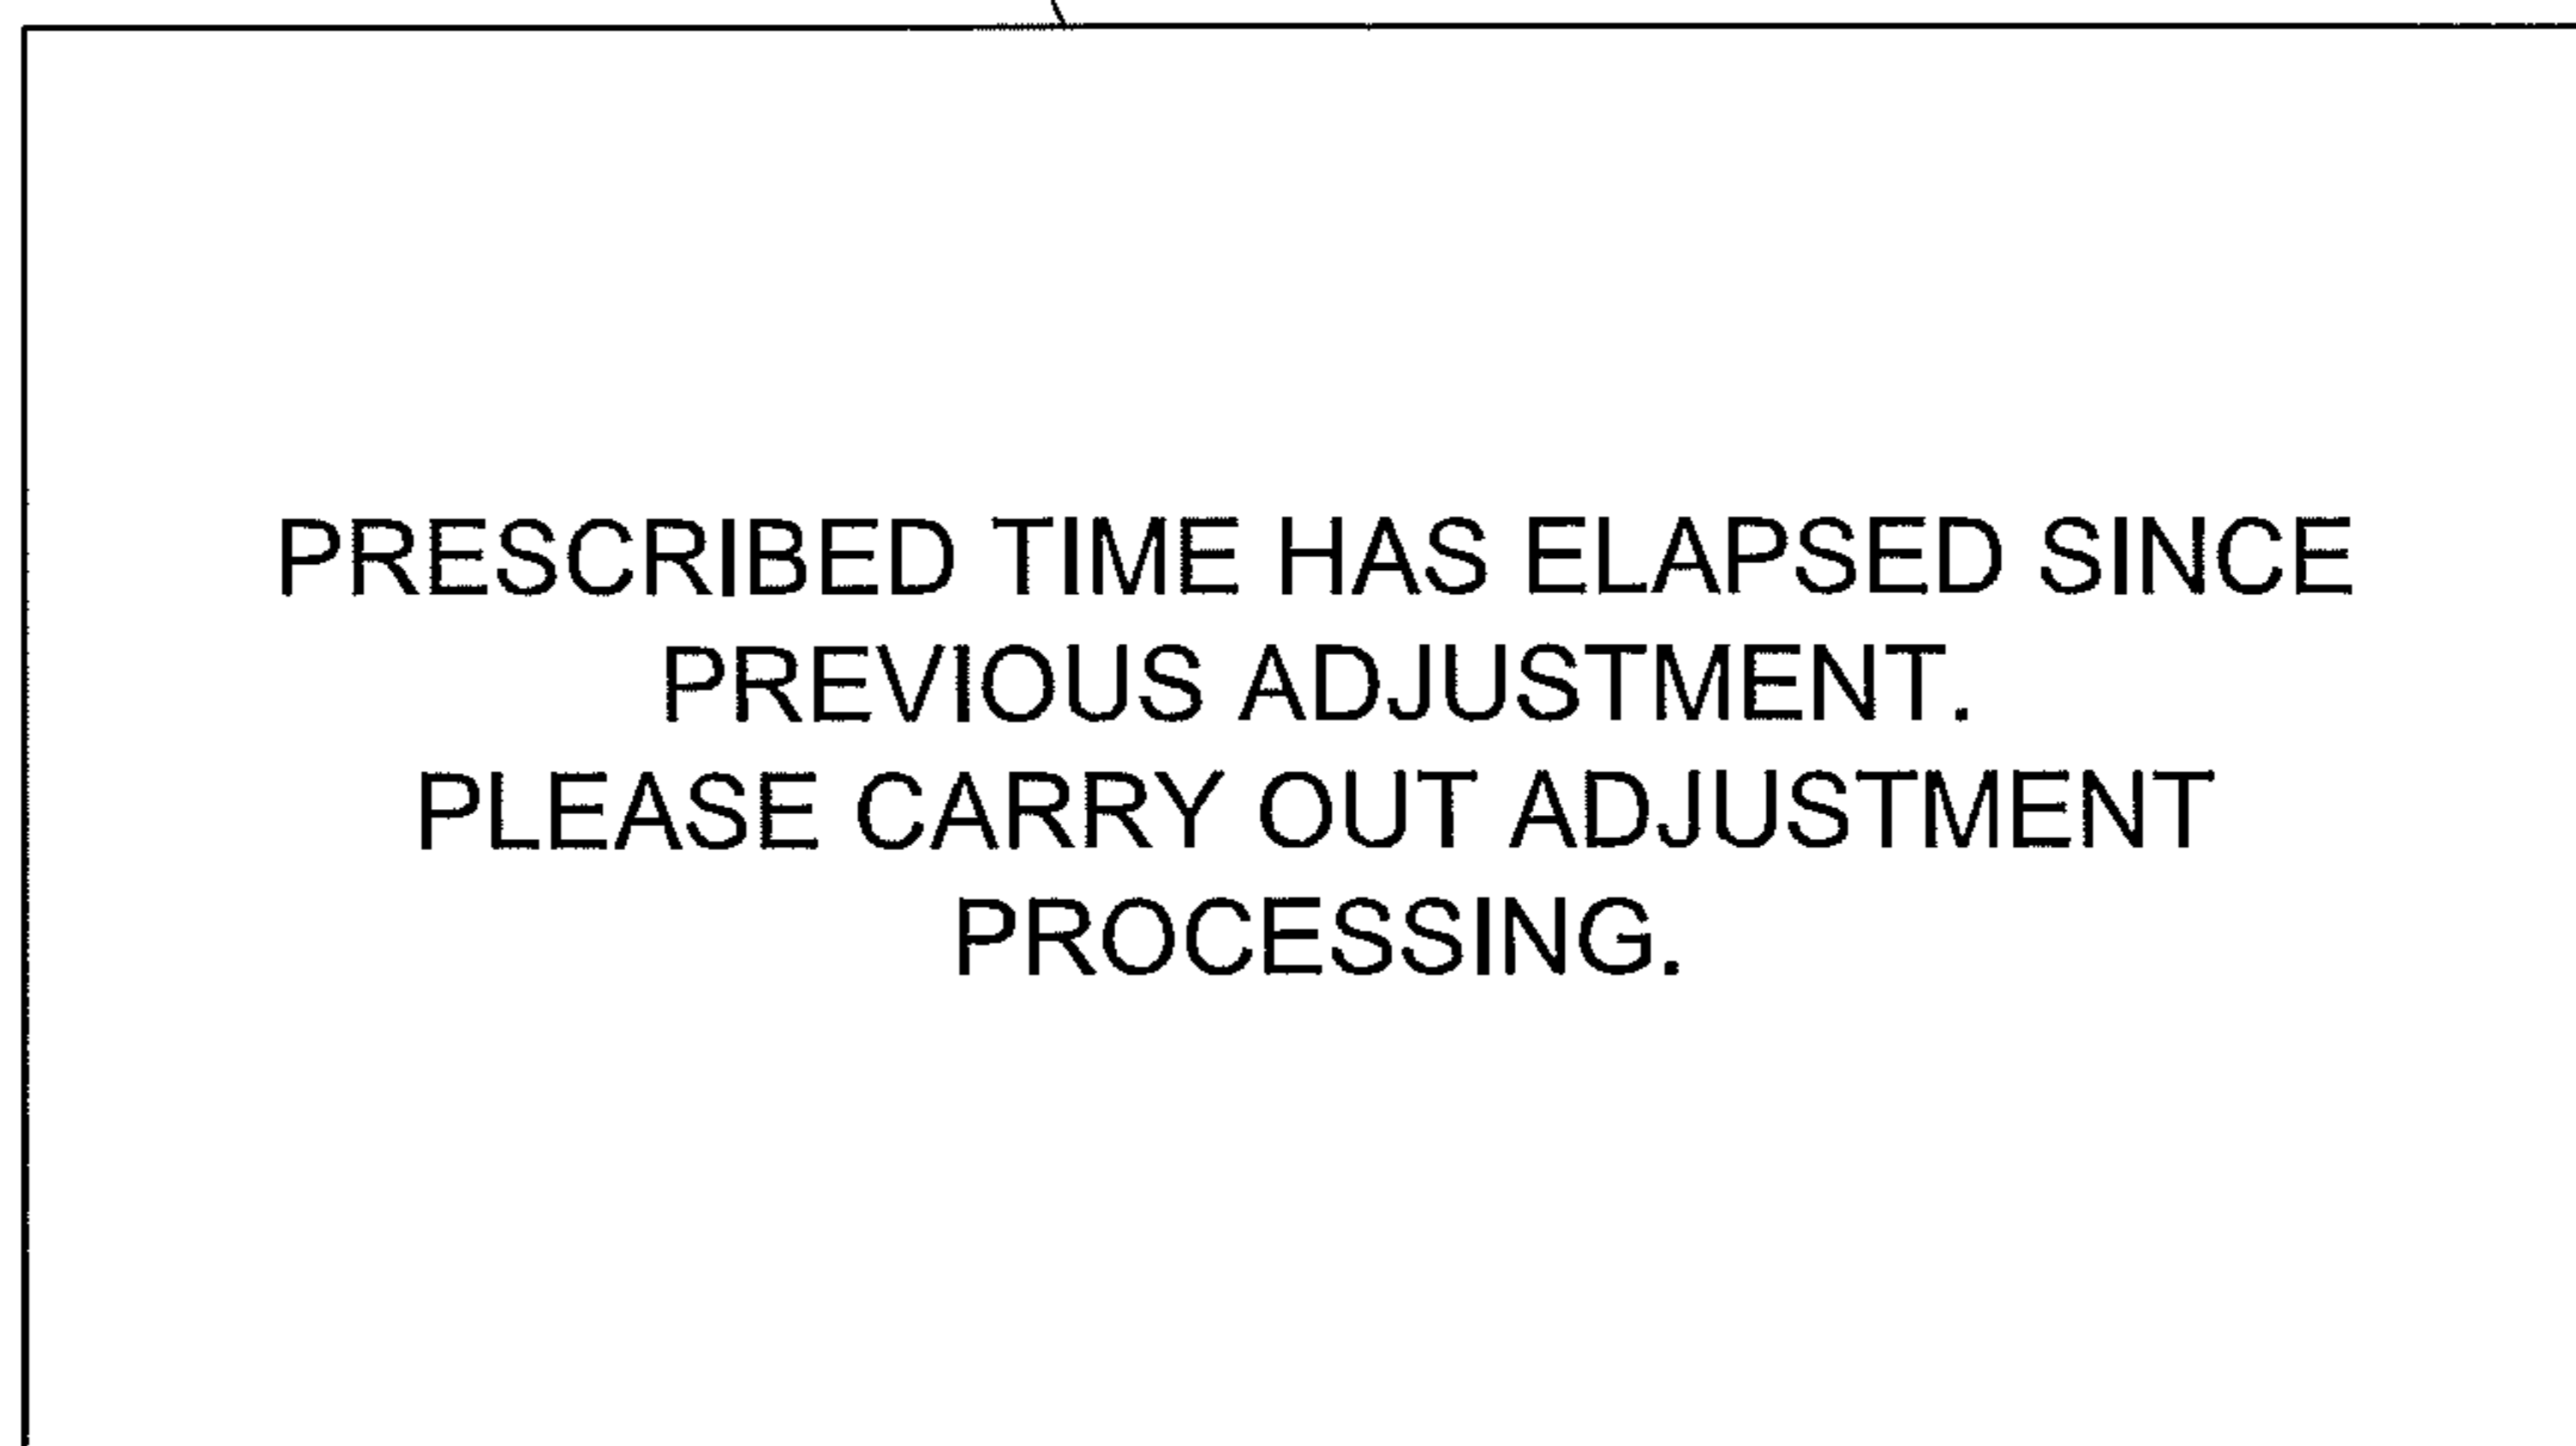 PRESCRIBED TIME HAS ELAPSED SINCE
PREVIOUS ADJUSTMENT.
PLEASE CARRY OUT ADJUSTMENT
PROCESSING.